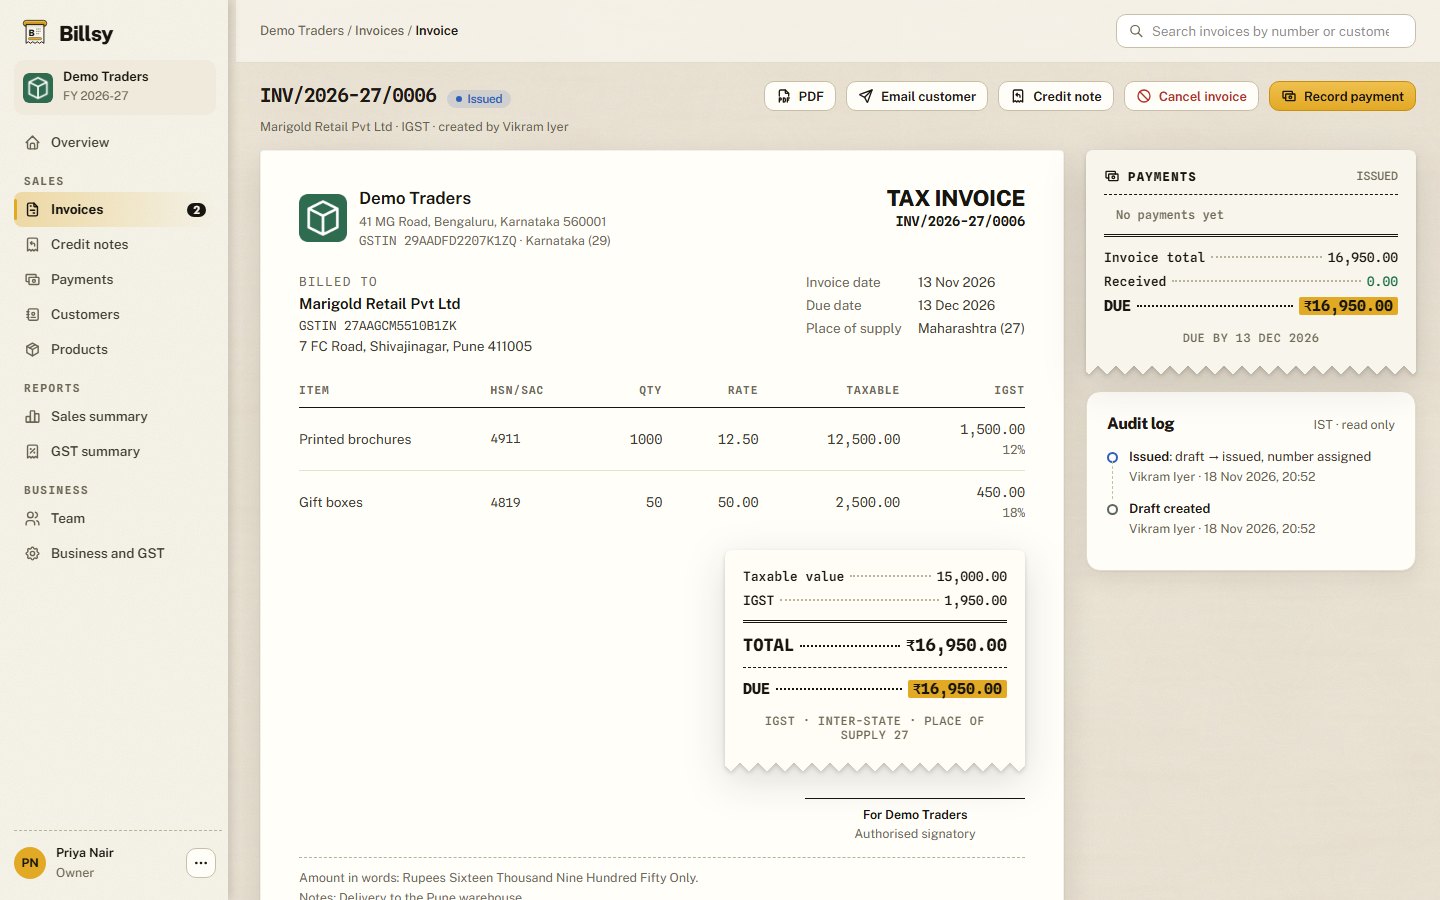 Billsy
Demo Traders
FY 2026-27
Overview
SALES
Invoices 2
Credit notes
Payments
Customers
Products
REPORTS
Sales summary
GST summary
BUSINESS
Team
Business and GST
PN
Priya Nair
Owner
Demo Traders / Invoices / Invoice
Search invoices by number or custome
INV/2026-27/0006 Issued
PDF
Email customer
Credit note
Cancel invoice
Record payment
Marigold Retail Pvt Ltd · IGST · created by Vikram Iyer
Demo Traders
41 MG Road, Bengaluru, Karnataka 560001
GSTIN 29AADFD2207K1ZQ · Karnataka (29)
TAX INVOICE
INV/2026-27/0006
BILLED TO
Marigold Retail Pvt Ltd
GSTIN 27AAGCM5510B1ZK
7 FC Road, Shivajinagar, Pune 411005
Invoice date 13 Nov 2026
Due date 13 Dec 2026
Place of supply Maharashtra (27)
ITEM HSN/SAC QTY RATE TAXABLE IGST
Printed brochures 4911 1000 12.50 12,500.00 1,500.00
12%
Gift boxes 4819 50 50.00 2,500.00 450.00
18%
Taxable value 15,000.00
IGST 1,950.00
TOTAL ₹16,950.00
DUE ₹16,950.00
IGST · INTER-STATE · PLACE OF
SUPPLY 27
For Demo Traders
Authorised signatory
Amount in words: Rupees Sixteen Thousand Nine Hundred Fifty Only.
Notes: Delivery to the Pune warehouse
PAYMENTS ISSUED
No payments yet
Invoice total 16,950.00
Received 0.00
DUE ₹16,950.00
DUE BY 13 DEC 2026
Audit log IST · read only
Issued: draft → issued, number assigned
Vikram Iyer · 18 Nov 2026, 20:52
Draft created
Vikram Iyer · 18 Nov 2026, 20:52